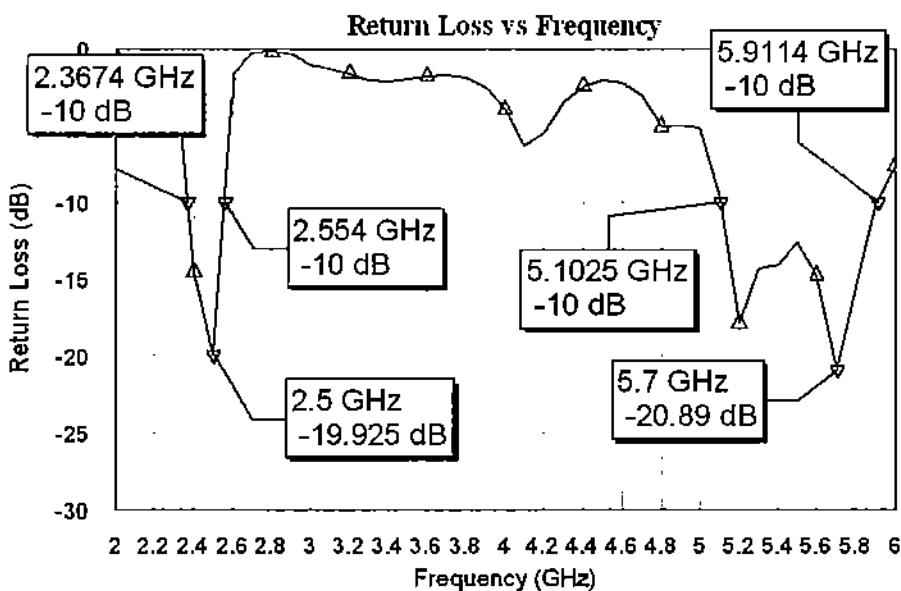 Return Loss vs Frequency
2.3674 GHz
-10 dB
5.9114 GHz
-10 dB
2.554 GHz
-10 dB
5.1025 GHz
-10 dB
2.5 GHz
-19.925 dB
5.7 GHz
-20.89 dB
Return Loss (dB)
0
-10
-15
-20
-25
-30
2 2.2 2.4 2.6 2.8 3 3.2 3.4 3.6 3.8 4 4.2 4.4 4.6 4.8 5 5.2 5.4 5.6 5.8 6
Frequency (GHz)